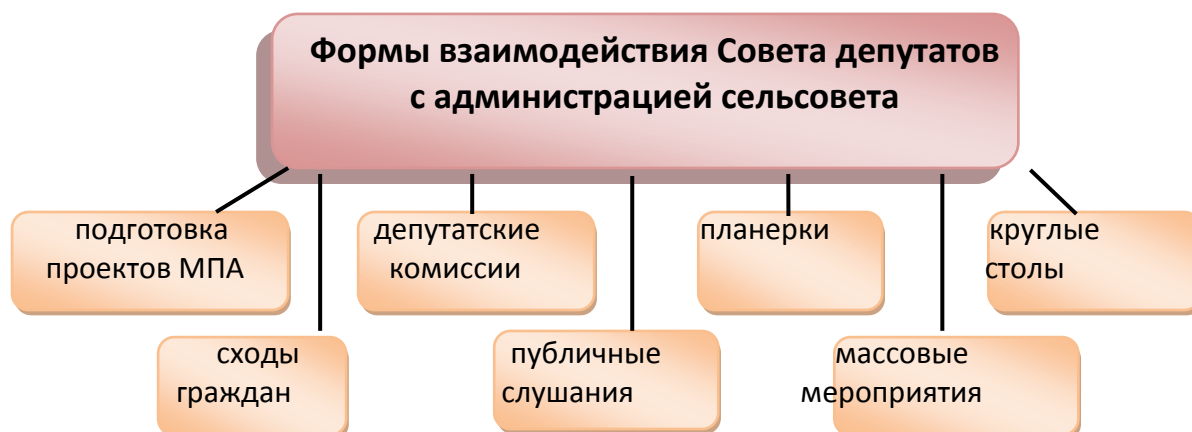 Формы взаимодействия Совета депутатов
с администрацией сельсовета
подготовка
проектов МПА
депутатские
комиссии
планерки
круглые
столы
сходы
граждан
публичные
слушания
массовые
мероприятия